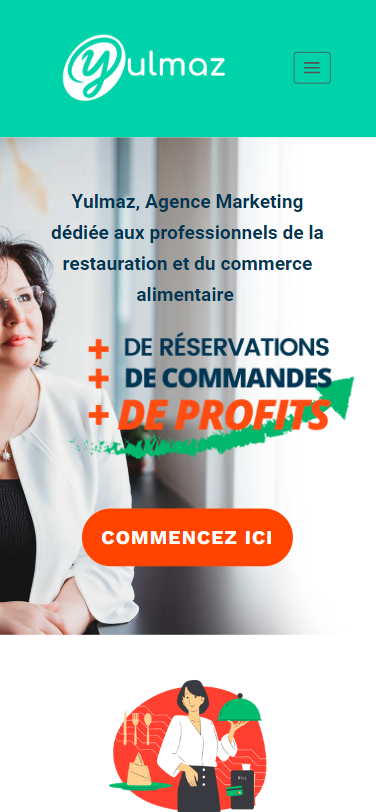 Yulmaz
Yulmaz, Agence Marketing
dédiée aux professionnels de la
restauration et du commerce
alimentaire
+ DE RÉSERVATIONS
+ DE COMMANDES
+ DE PROFITS
COMMENCEZ ICI
BILL